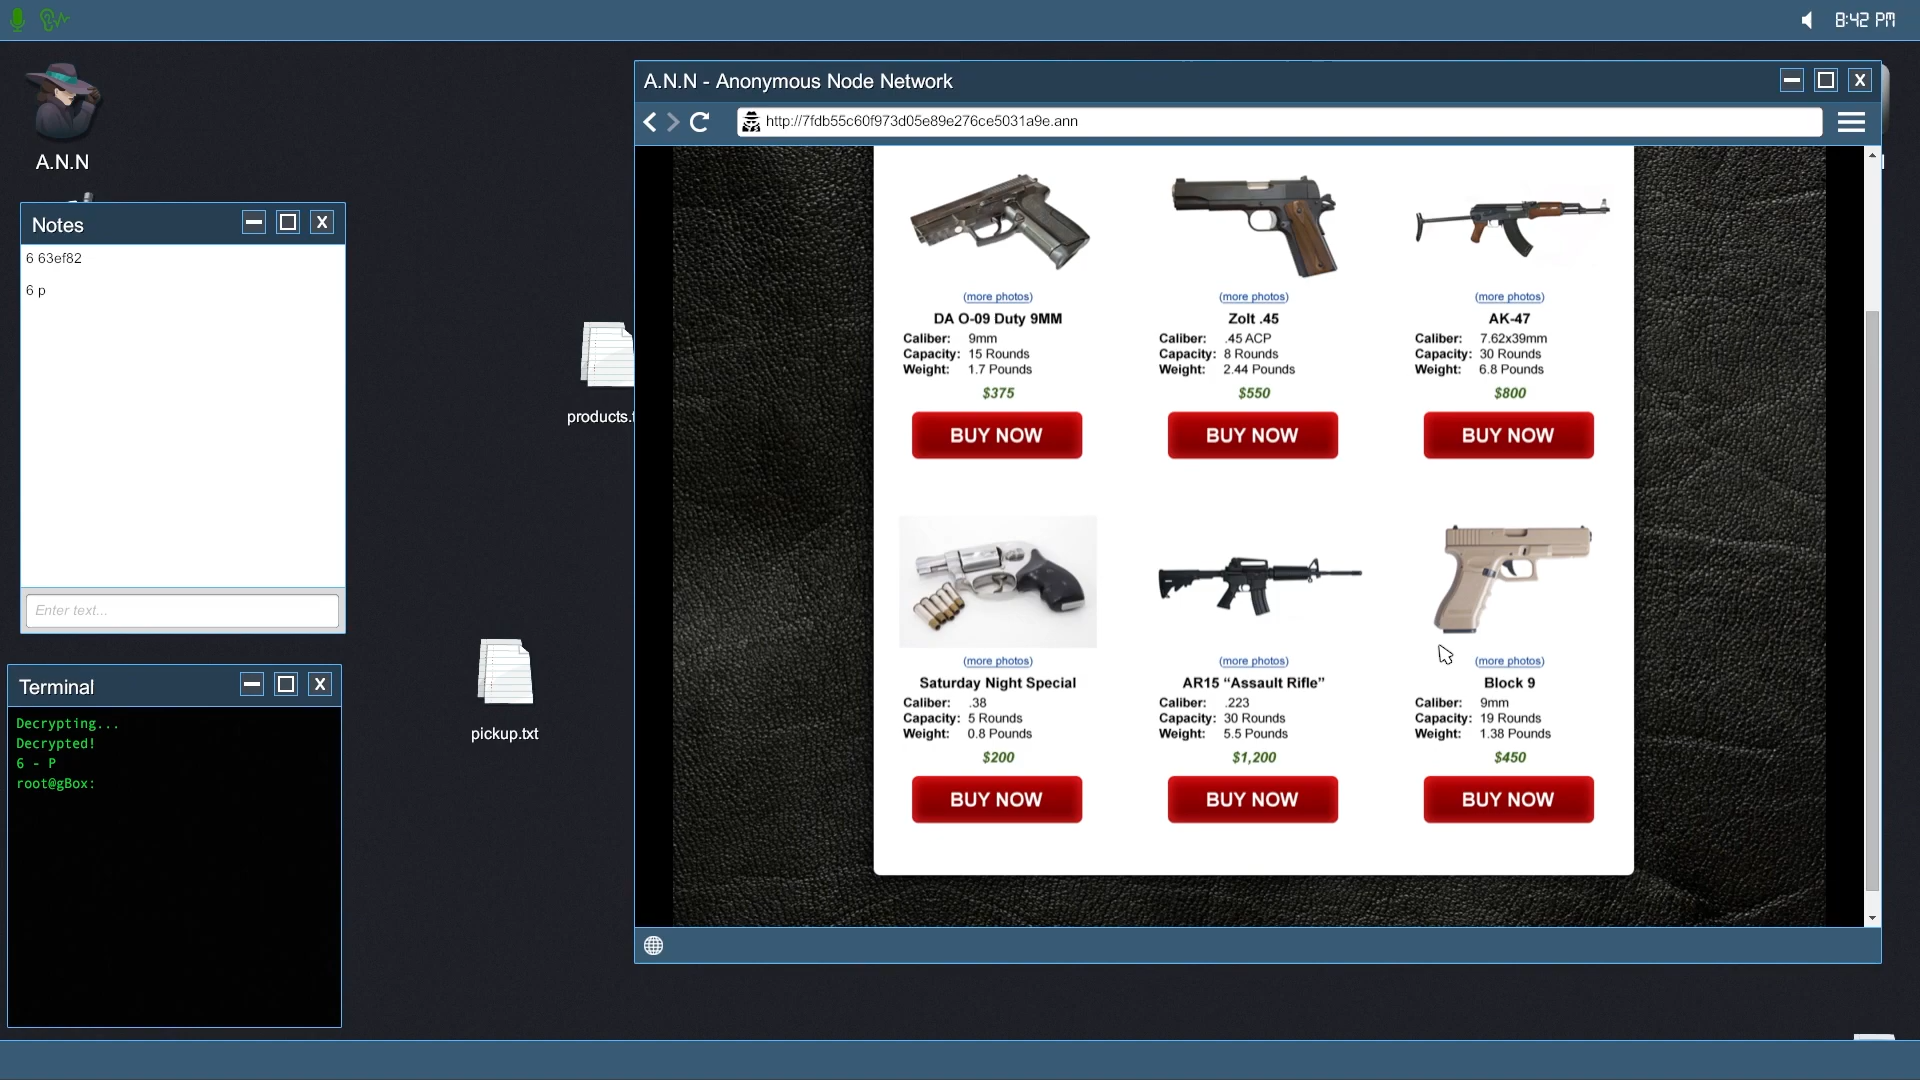 8:42 PM
A.N.N
A.N.N - Anonymous Node Network
http://7fdb55c60f973d05e89e276ce5031a9e.ann
Notes
6 63ef82
6 p
Enter text...
Terminal
Decrypting...
Decrypted!
6 - P
root@gBox:
products.t
pickup.txt
(more photos)
DA O-09 Duty 9MM
Caliber: 9mm
Capacity: 15 Rounds
Weight: 1.7 Pounds
$375
BUY NOW
(more photos)
Zolt .45
Caliber: .45 ACP
Capacity: 8 Rounds
Weight: 2.44 Pounds
$550
BUY NOW
(more photos)
AK-47
Caliber: 7.62x39mm
Capacity: 30 Rounds
Weight: 6.8 Pounds
$800
BUY NOW
(more photos)
Saturday Night Special
Caliber: .38
Capacity: 5 Rounds
Weight: 0.8 Pounds
$200
BUY NOW
(more photos)
AR15 “Assault Rifle”
Caliber: .223
Capacity: 30 Rounds
Weight: 5.5 Pounds
$1,200
BUY NOW
(more photos)
Block 9
Caliber: 9mm
Capacity: 19 Rounds
Weight: 1.38 Pounds
$450
BUY NOW